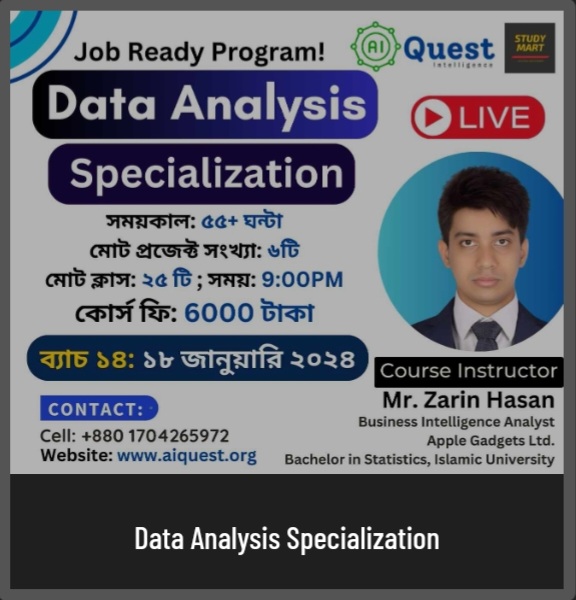 Job Ready Program!
AI Quest
Intelligence
STUDY
MART
Data Analysis
LIVE
Specialization
সময়কাল: ৫৫+ ঘন্টা
মোট প্রজেক্ট সংখ্যা: ৬টি
মোট ক্লাস: ২৫ টি ; সময়: 9:00PM
কোর্স ফি: 6000 টাকা
ব্যাচ ১৪: ১৮ জানুয়ারি ২০২৪
Course Instructor
Mr. Zarin Hasan
Business Intelligence Analyst
Apple Gadgets Ltd.
Bachelor in Statistics, Islamic University
CONTACT:
Cell: +880 1704265972
Website: www.aiquest.org
Data Analysis Specialization